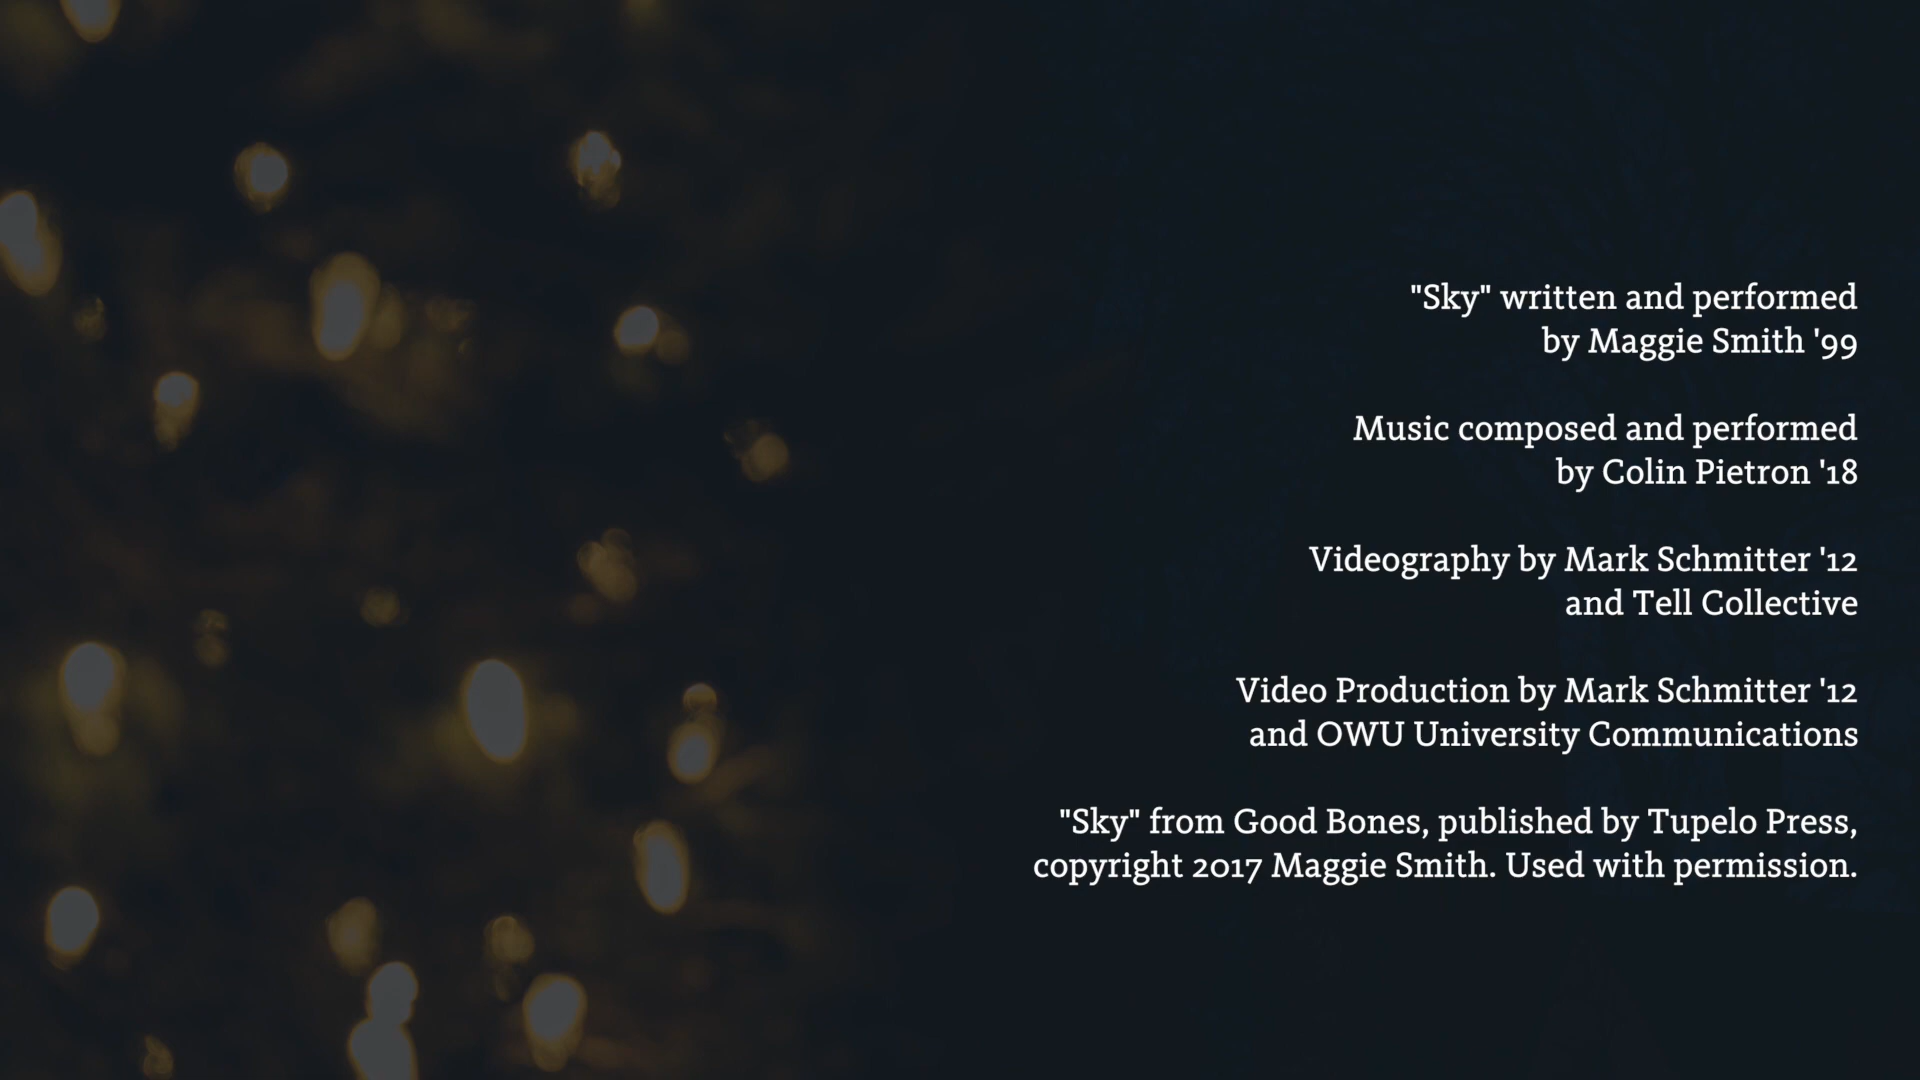 "Sky" written and performed
by Maggie Smith '99
Music composed and performed
by Colin Pietron '18
Videography by Mark Schmitter '12
and Tell Collective
Video Production by Mark Schmitter '12
and OWU University Communications
"Sky" from Good Bones, published by Tupelo Press,
copyright 2017 Maggie Smith. Used with permission.